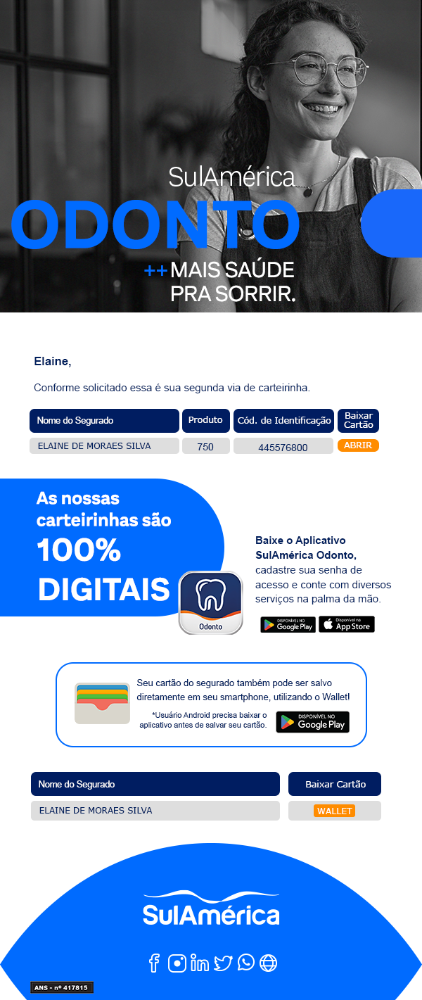 SulAmérica
ODONTO
++MAIS SAÚDE
PRA SORRIR.
Elaine,
Conforme solicitado essa é sua segunda via de carteirinha.
Nome do Segurado Produto Cód. de Identificação Baixar Cartão
ELAINE DE MORAES SILVA 750 445576800 ABRIR
As nossas
carteirinhas são
100%
DIGITAIS
Odonto
Baixe o Aplicativo
SulAmérica Odonto,
cadastre sua senha de
acesso e conte com diversos
serviços na palma da mão.
DISPONÍVEL NO
Google Play
Disponível na
App Store
Seu cartão do segurado também pode ser salvo
diretamente em seu smartphone, utilizando o Wallet!
*Usuário Android precisa baixar o
aplicativo antes de salvar seu cartão.
DISPONÍVEL NO
Google Play
Nome do Segurado Baixar Cartão
ELAINE DE MORAES SILVA WALLET
SulAmérica
ANS - nº 417815